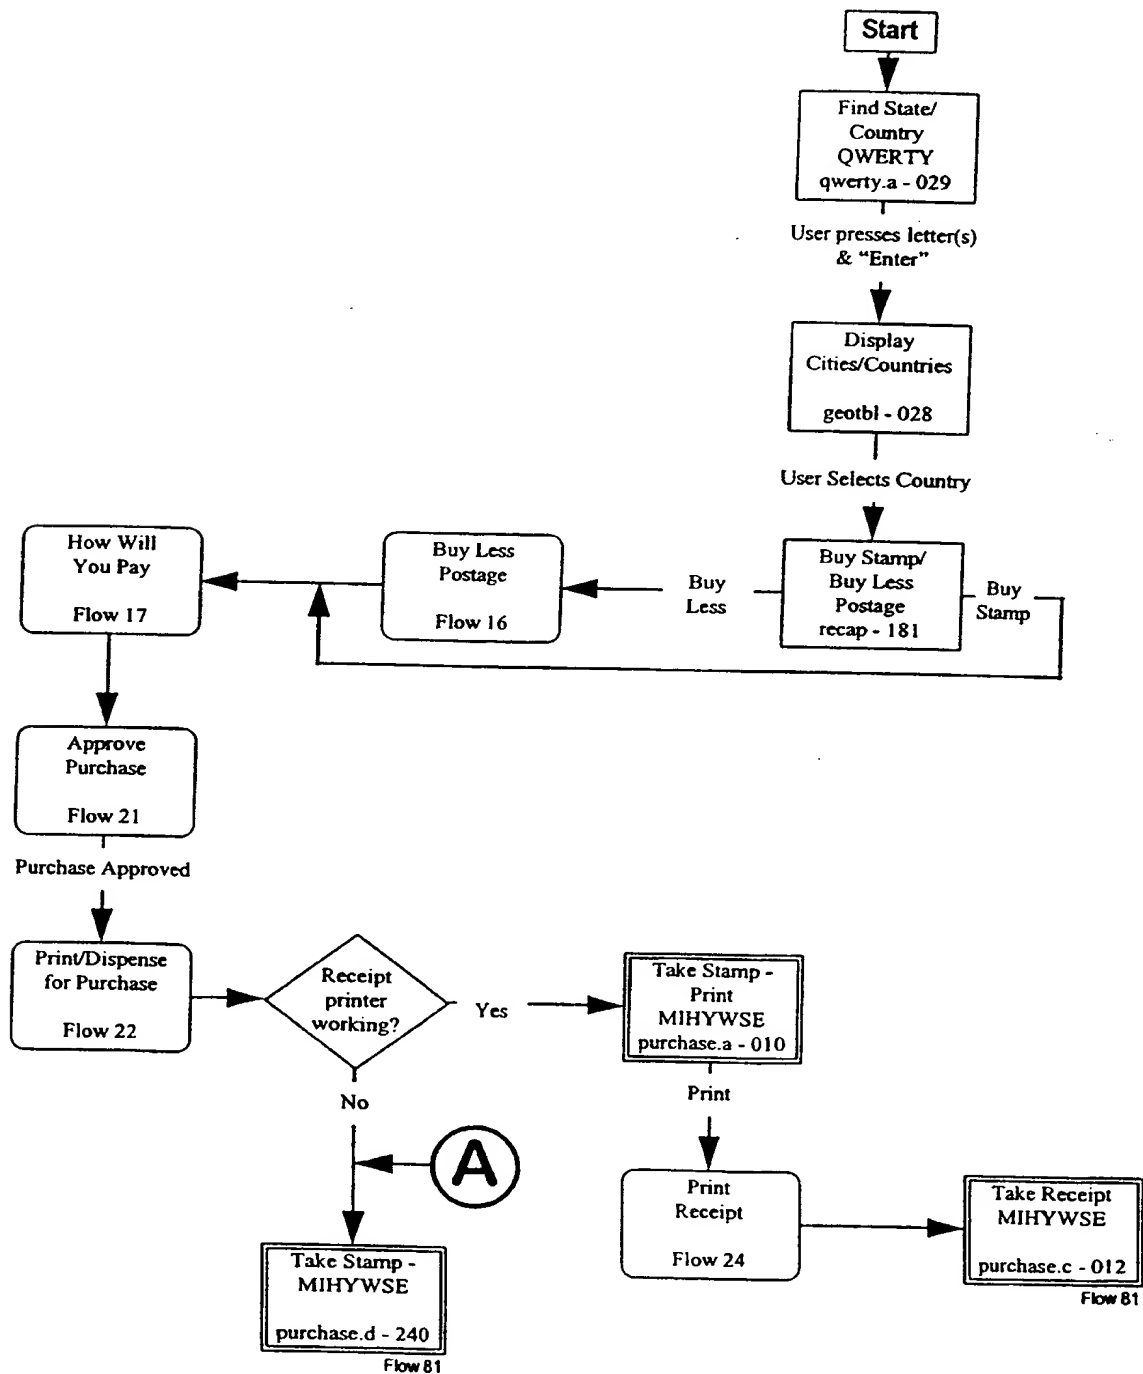 Start
Find State/
Country
QWERTY
qwerty.a - 029
User presses letter(s)
& "Enter"
Display
Cities/Countries
geotbl - 028
User Selects Country
How Will
You Pay
Flow 17
Buy Less
Postage
Flow 16
Buy
Less
Buy Stamp/
Buy Less
Postage
recap - 181
Buy
Stamp
Approve
Purchase
Flow 21
Purchase Approved
Print/Dispense
for Purchase
Flow 22
Receipt
printer
working?
Yes
Take Stamp -
Print
MIHYWSE
purchase.a - 010
No
Print
A
Print
Receipt
Flow 24
Take Receipt
MIHYWSE
purchase.c - 012
Flow 81
Take Stamp -
MIHYWSE
purchase.d - 240
Flow 81